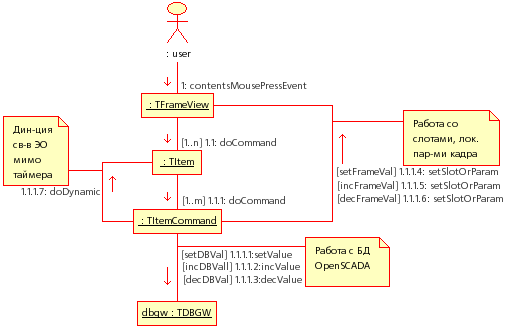 : user
1: contentsMousePressEvent
: TFrameView
Дин-ция
св-в ЭО
мимо
таймера
[1..n] 1.1: doCommand
Работа со
слотами, лок.
пар-ми кадра
: TItem
[setFrameVal] 1.1.1.4: setSlotOrParam
[incFrameVal] 1.1.1.5: setSlotOrParam
[decFrameVal] 1.1.1.6: setSlotOrParam
1.1.1.7: doDynamic
[1..m] 1.1.1: doCommand
: TItemCommand
[setDBVal] 1.1.1.1:setValue
[incDBVall] 1.1.1.2:incValue
[decDBVal] 1.1.1.3:decValue
Работа с БД
OpenSCADA
dbgw : TDBGW